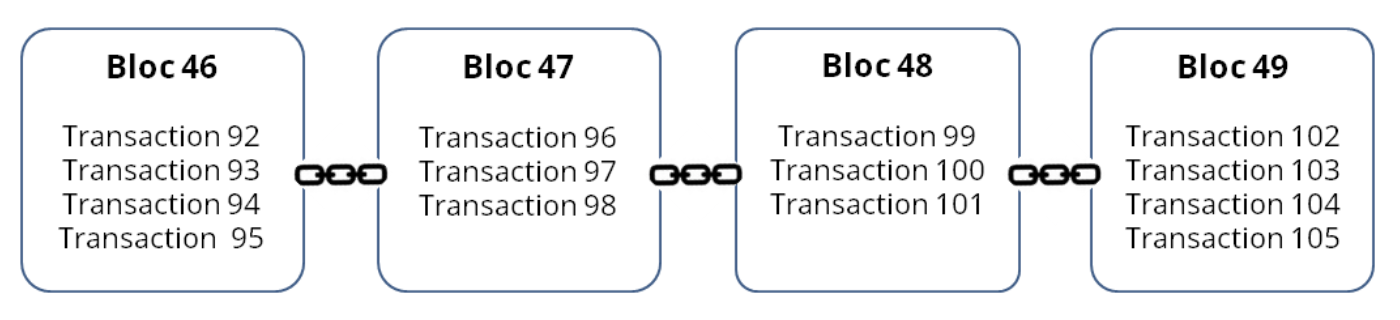 Bloc 46
Transaction 92
Transaction 93
Transaction 94
Transaction  95
Bloc 47
Transaction 96
Transaction 97
Transaction 98
Bloc 48
Transaction 99
Transaction 100
Transaction 101
Bloc 49
Transaction 102
Transaction 103
Transaction 104
Transaction 105